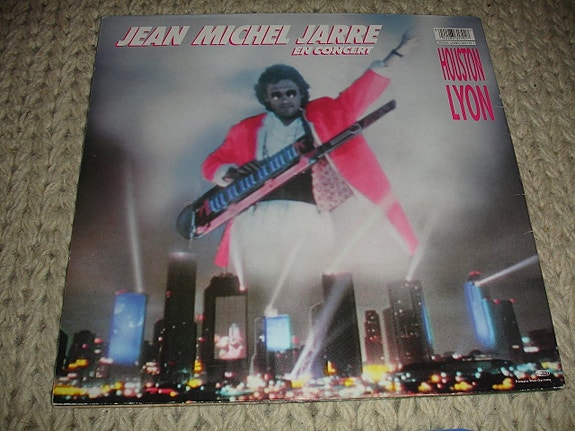 JEAN MICHEL JARRE
EN CONCERT
HOUSTON
LYON